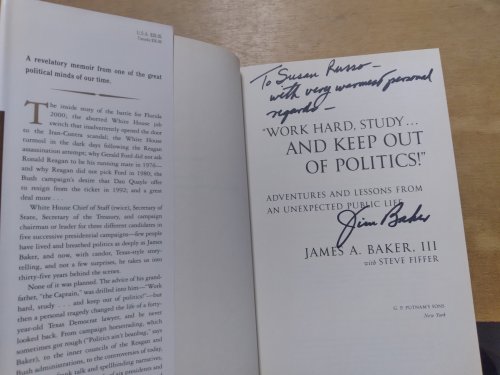 U.S.A.
A revelatory memoir from one of the great
political minds of our time.
The inside story of the battle for Florida
2000; the aborted White House job
switch that inadvertently opened the door
to the Iran-Contra scandal; the White House
turmoil in the dark days following the Reagan
assassination attempt; why Gerald Ford did not ask
Ronald Reagan to be his running mate in 1976—
and why Reagan did not pick Ford in 1980; the
Bush campaign's desire that Dan Quayle offer
to resign from the ticket in 1992; and a great
deal more . . .
White House Chief of Staff (twice), Secretary of
State, Secretary of the Treasury, and campaign
chairman or leader for three different candidates in
five successive presidential campaigns—few people
have lived and breathed politics as deeply as James
Baker, and now, with candor, Texas-style story-
telling, and not a few surprises, he takes us into
thirty-five years behind the scenes.
None of it was planned. The advice of his grand-
father, "the Captain," was drilled into him—"Work
hard, study . . . and keep out of politics!"—but
then a personal tragedy changed the life of a forty-
year-old Texas Democrat lawyer, and he never
looked back. From campaign horsetrading, which
sometimes got rough ("Politics ain't beanbag," says
Baker), to the inner councils of the Reagan and
Bush administrations, to the controversies of today,
frank talk and spellbinding
of six presidents and
To Susan Russo —
with very warmest personal
regards —
"WORK HARD, STUDY...
AND KEEP OUT
OF POLITICS!"
ADVENTURES AND LESSONS FROM
AN UNEXPECTED PUBLIC LIFE
Jim Baker
JAMES A. BAKER, III
with STEVE FIFFER
G. P. PUTNAM'S SONS
New York